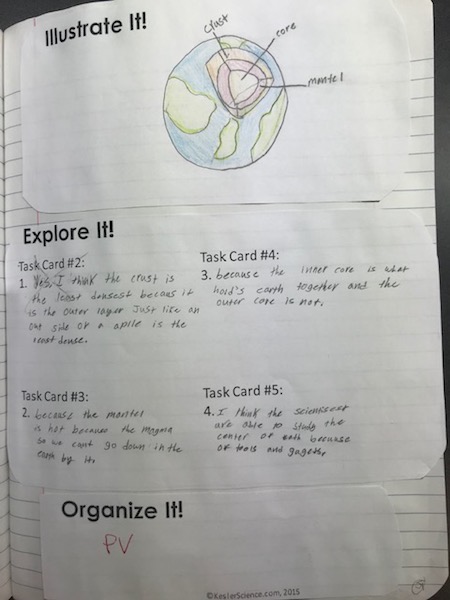 Illustrate It!
crust
core
mantel
Explore It!
Task Card #2:
1. Yes, I think the crust is
the least densest becaus it
is the outer layer Just like an
out side of a aplle is the
least dense.
Task Card #4:
3. because the inner core is what
hold's earth together and the
outer core is not.
Task Card #3:
2. because the mantel
is hot because the magma
so we cant go down in the
earth by it.
Task Card #5:
4. I think the scienssest
are able to study the
center of eath because
of tools and gagets.
Organize It!
PV
©KeslerScience.com, 2015